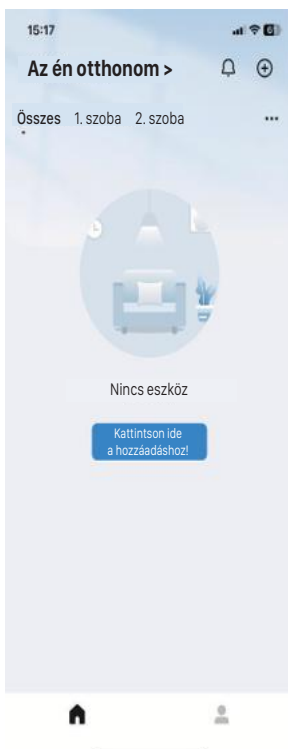 15:17
Az én otthonom >
Összes 1. szoba 2. szoba
Nincs eszköz
Kattintson ide
a hozzáadáshoz!